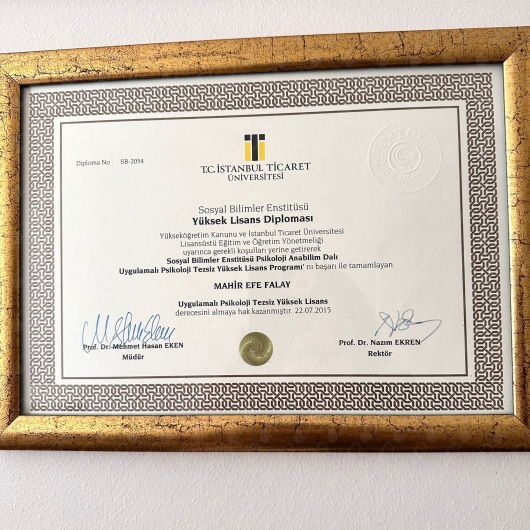 Diploma No : SB-2054
T.C. İSTANBUL TİCARET
ÜNİVERSİTESİ
Sosyal Bilimler Enstitüsü
Yüksek Lisans Diploması
Yükseköğretim Kanunu ve İstanbul Ticaret Üniversitesi
Lisansüstü Eğitim ve Öğretim Yönetmeliği
uyarınca gerekli koşulları yerine getirerek
Sosyal Bilimler Enstitüsü Psikoloji Anabilim Dalı
Uygulamalı Psikoloji Tezsiz Yüksek Lisans Programı' nı başarı ile tamamlayan
MAHİR EFE FALAY
Uygulamalı Psikoloji Tezsiz Yüksek Lisans
derecesini almaya hak kazanmıştır. 22.07.2015
Prof. Dr. Mehmet Hasan EKEN
Müdür
Prof. Dr. Nazım EKREN
Rektör